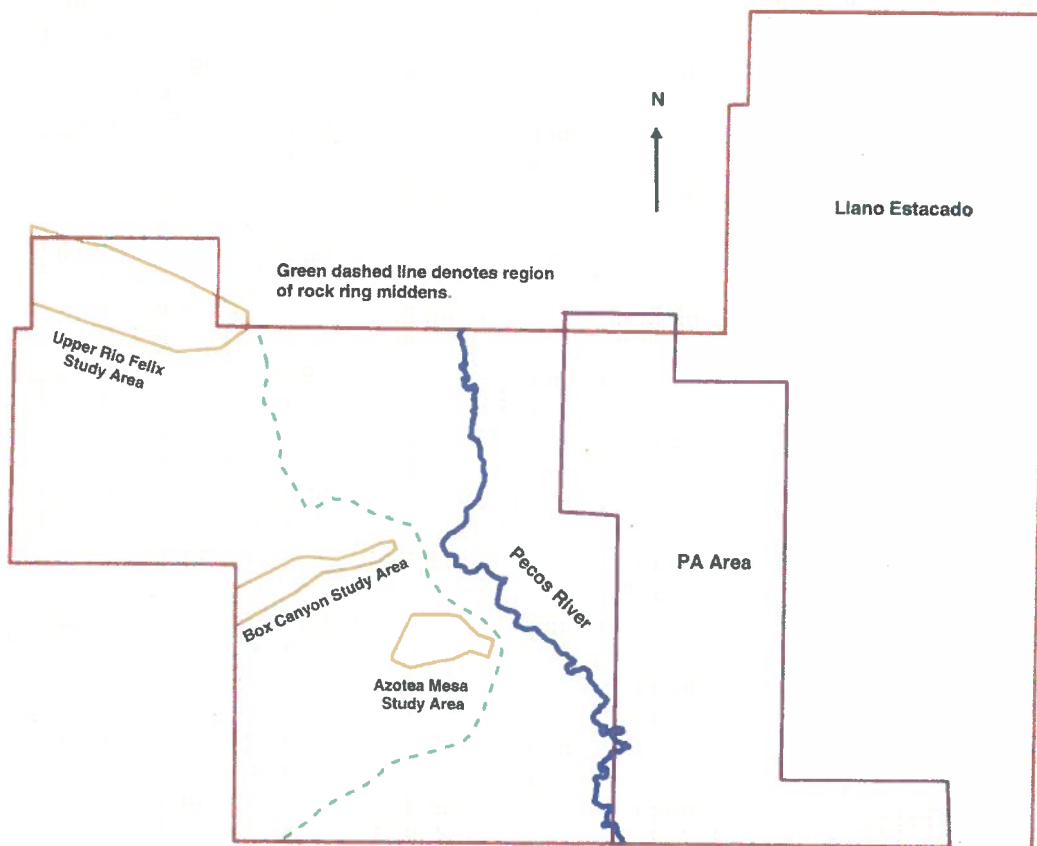 N
Llano Estacado
Green dashed line denotes region
of rock ring middens.
Upper Rio Felix
Study Area
Pecos River
PA Area
Box Canyon Study Area
Azotea Mesa
Study Area